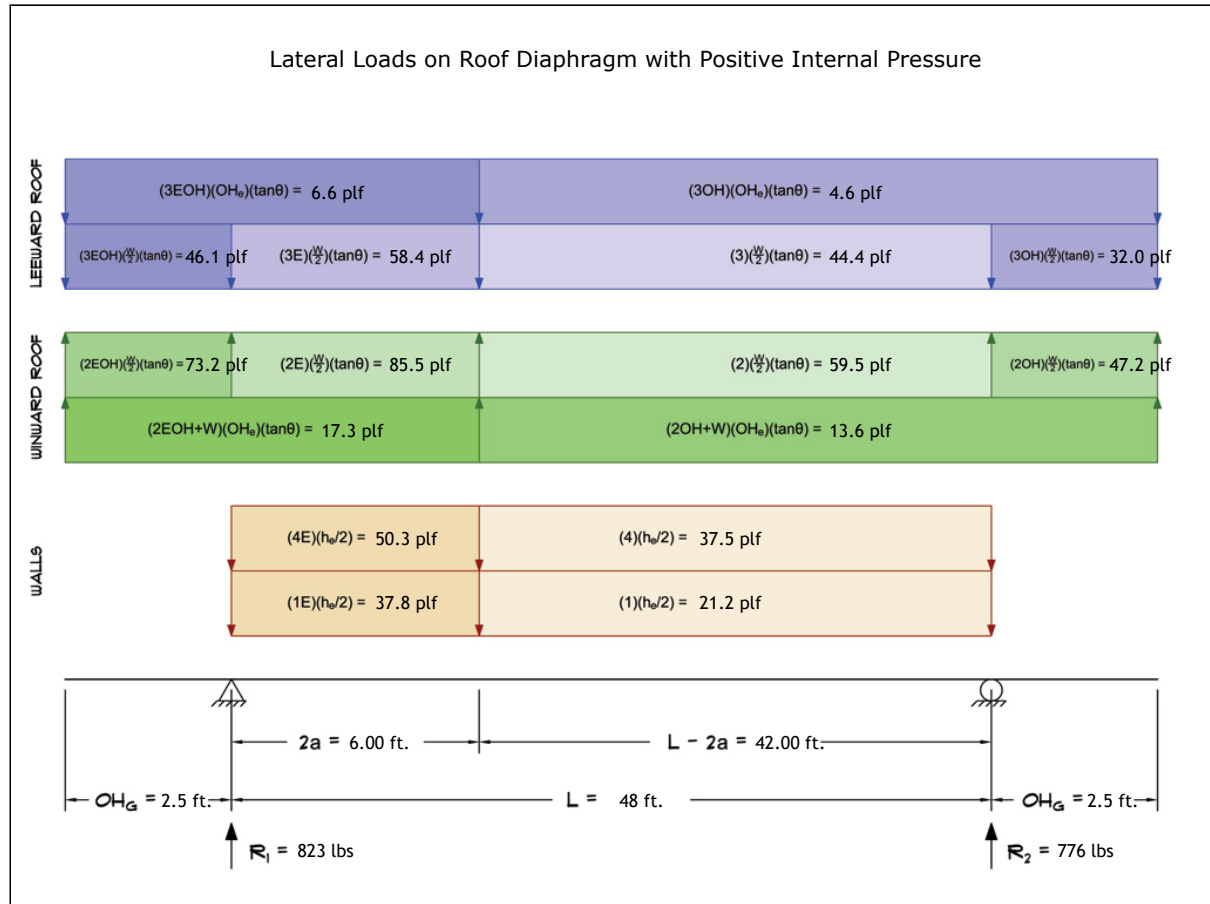 Lateral Loads on Roof Diaphragm with Positive Internal Pressure
LEEWARD ROOF
(3EOH)(OHₑ)(tanθ) = 6.6 plf
(3OH)(OHₑ)(tanθ) = 4.6 plf
(3EOH)(W/2)(tanθ) = 46.1 plf
(3E)(W/2)(tanθ) = 58.4 plf
(3)(W/2)(tanθ) = 44.4 plf
(3OH)(W/2)(tanθ) = 32.0 plf
WINWARD ROOF
(2EOH)(W/2)(tanθ) = 73.2 plf
(2E)(W/2)(tanθ) = 85.5 plf
(2)(W/2)(tanθ) = 59.5 plf
(2OH)(W/2)(tanθ) = 47.2 plf
(2EOH+W)(OHₑ)(tanθ) = 17.3 plf
(2OH+W)(OHₑ)(tanθ) = 13.6 plf
WALLS
(4E)(hₑ/2) = 50.3 plf
(4)(hₑ/2) = 37.5 plf
(1E)(hₑ/2) = 37.8 plf
(1)(hₑ/2) = 21.2 plf
2a = 6.00 ft.
L - 2a = 42.00 ft.
OH_G = 2.5 ft.
L = 48 ft.
OH_G = 2.5 ft.
R₁ = 823 lbs
R₂ = 776 lbs